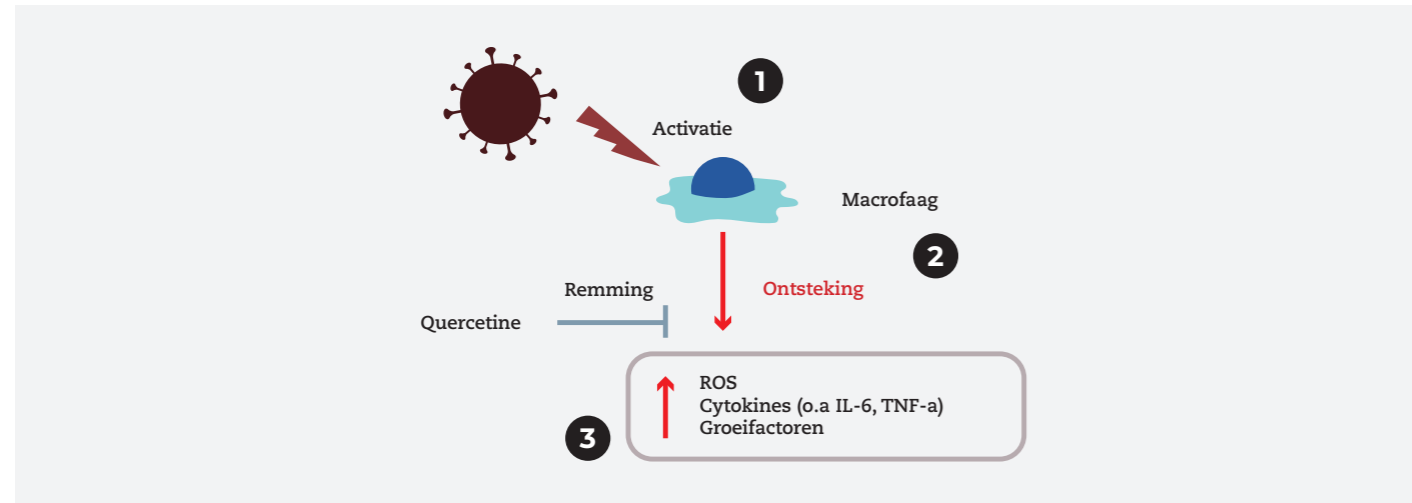 1
Activatie
Macrofaag
2
Remming
Ontsteking
Quercetine
ROS
Cytokines (o.a IL-6, TNF-a)
Groeifactoren
3